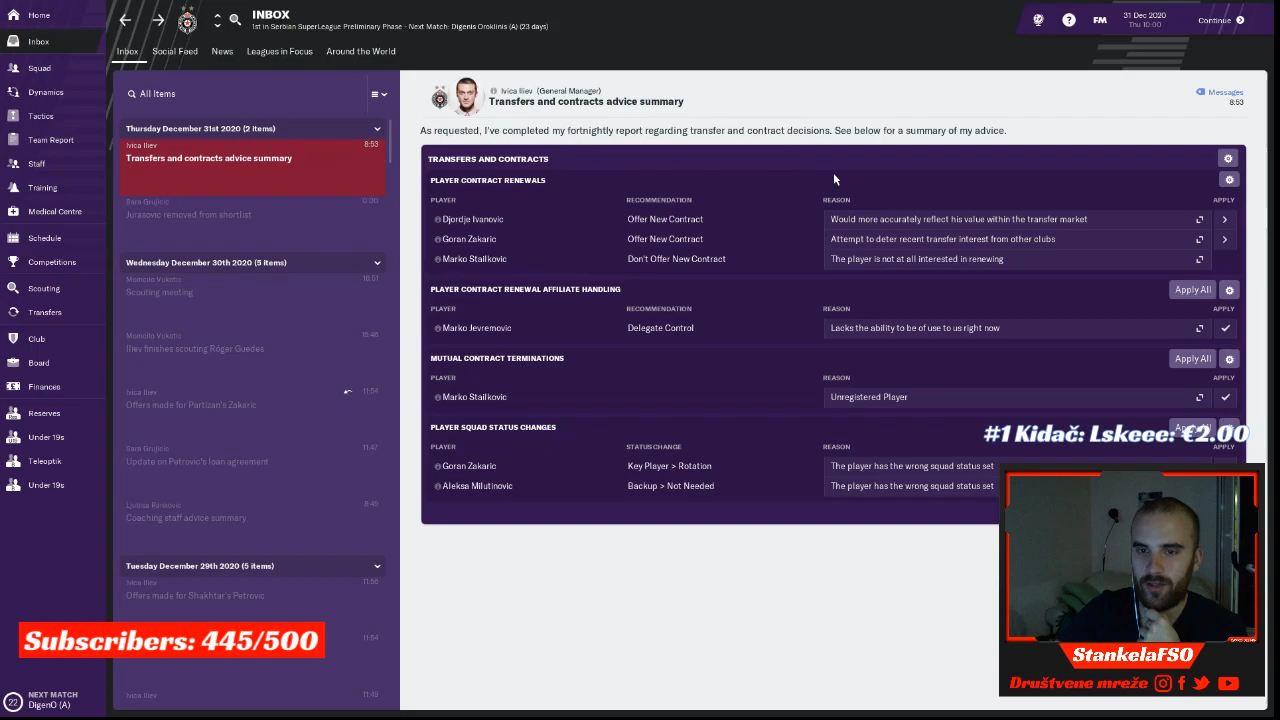 INBOX
1st in Serbian SuperLeague Preliminary Phase - Next Match: Digenis Oroklinis (A) (23 days)
FM
31 Dec 2020
Thu 10:00
Continue
Home
Inbox
Squad
Dynamics
Tactics
Team Report
Staff
Training
Medical Centre
Schedule
Competitions
Scouting
Transfers
Club
Board
Finances
Reserves
Under 19s
Teleoptik
Under 19s
22
NEXT MATCH
DigenO (A)
Inbox Social Feed News Leagues in Focus Around the World
All Items
Thursday December 31st 2020 (2 Items)
Ivica Iliev 8:53
Transfers and contracts advice summary
Sara Grujicic 12:00
Jurasovic removed from shortlist
Wednesday December 30th 2020 (5 items)
Momcilo Vukotic 16:51
Scouting meeting
Momcilo Vukotic 16:46
Iliev finishes scouting Róger Guedes
Ivica Iliev 11:54
Offers made for Partizan's Zakaric
Sara Grujicic 11:47
Update on Petrovic's loan agreement
Ljubisa Rankovic 8:49
Coaching staff advice summary
Tuesday December 29th 2020 (5 items)
Ivica Iliev 11:56
Offers made for Shakhtar's Petrovic
11:54
Ivica Iliev 11:49
Ivica Iliev (General Manager)
Transfers and contracts advice summary
Messages
8:53
As requested, I've completed my fortnightly report regarding transfer and contract decisions. See below for a summary of my advice.
TRANSFERS AND CONTRACTS
PLAYER CONTRACT RENEWALS
PLAYER RECOMMENDATION REASON APPLY
Djordje Ivanovic Offer New Contract Would more accurately reflect his value within the transfer market
Goran Zakaric Offer New Contract Attempt to deter recent transfer interest from other clubs
Marko Stailkovic Don't Offer New Contract The player is not at all interested in renewing
PLAYER CONTRACT RENEWAL AFFILIATE HANDLING Apply All
PLAYER RECOMMENDATION REASON APPLY
Marko Jevremovic Delegate Control Lacks the ability to be of use to us right now
MUTUAL CONTRACT TERMINATIONS Apply All
PLAYER REASON APPLY
Marko Stailkovic Unregistered Player
PLAYER SQUAD STATUS CHANGES Apply All
PLAYER STATUS CHANGE REASON APPLY
Goran Zakaric Key Player > Rotation The player has the wrong squad status set
Aleksa Milutinovic Backup > Not Needed The player has the wrong squad status set
#1 Kidač: Lskeee: €2.00
Subscribers: 445/500
StankelaFSO
Društvene mreže